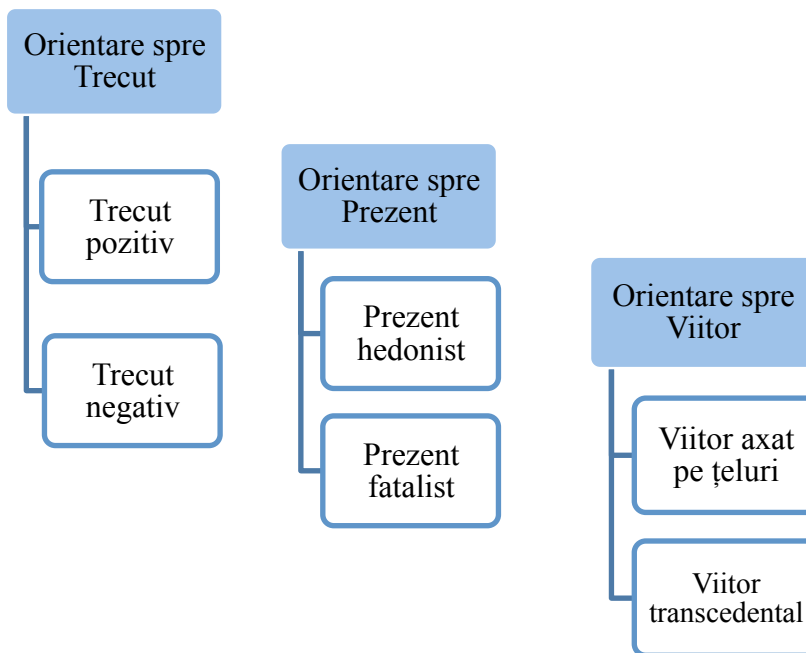 Orientare spre
Trecut
Trecut
pozitiv
Trecut
negativ
Orientare spre
Prezent
Prezent
hedonist
Prezent
fatalist
Orientare spre
Viitor
Viitor axat
pe țeluri
Viitor
transcedental